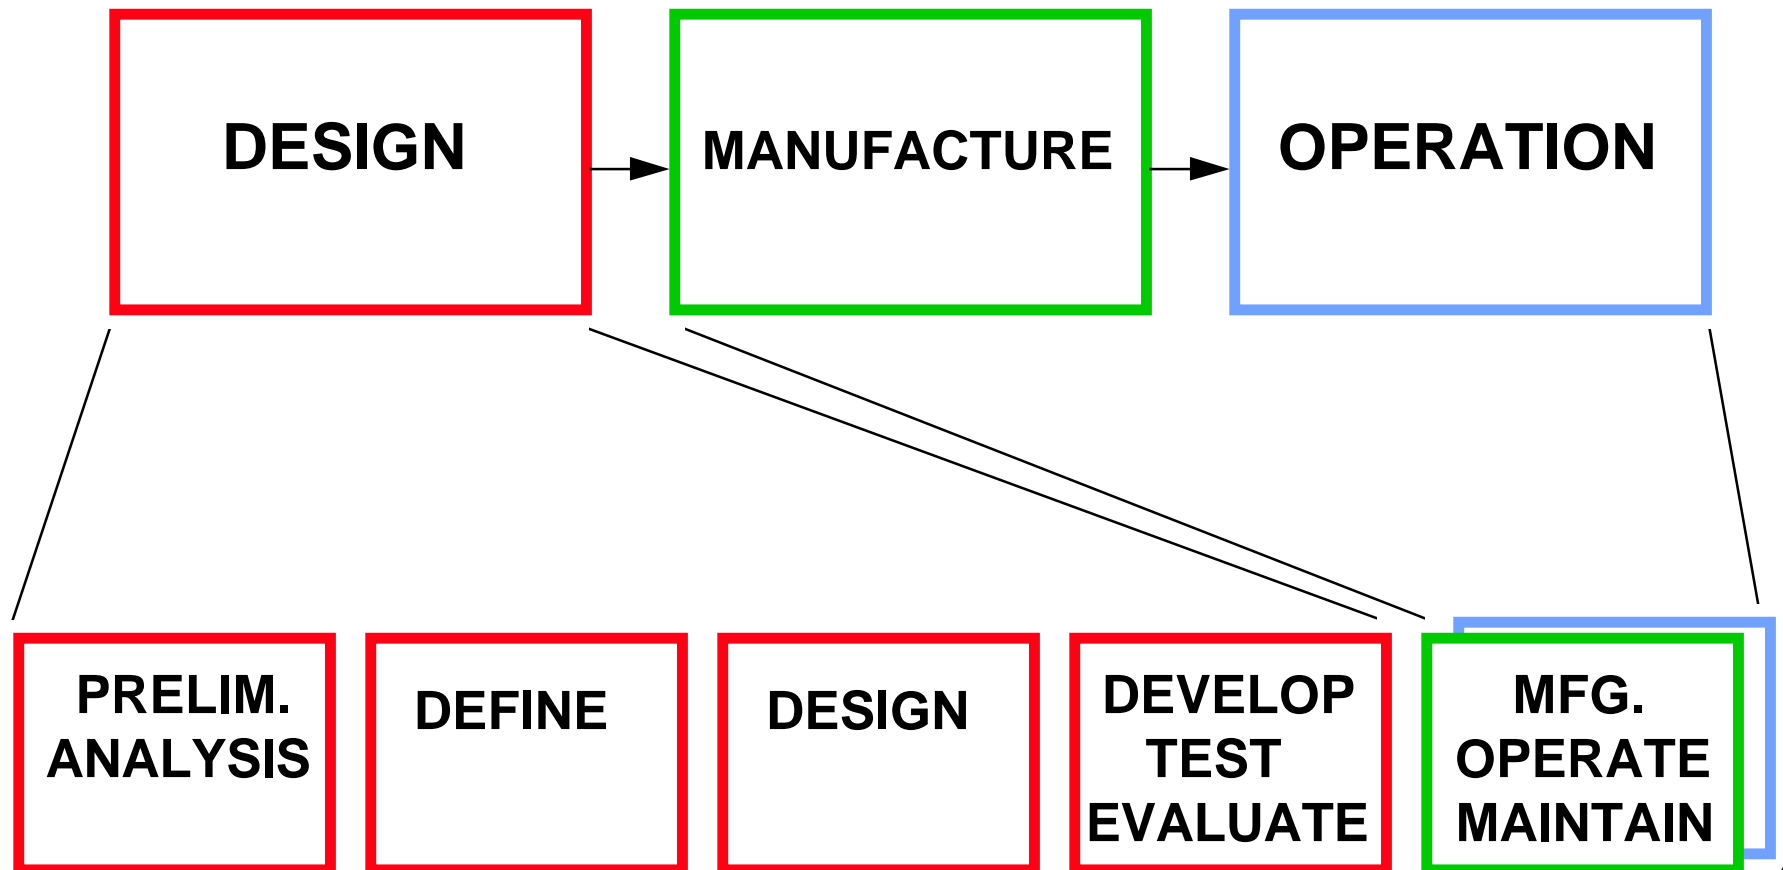 DESIGN
MANUFACTURE
OPERATION
PRELIM.
ANALYSIS
DEFINE
DESIGN
DEVELOP
TEST
EVALUATE
MFG.
OPERATE
MAINTAIN